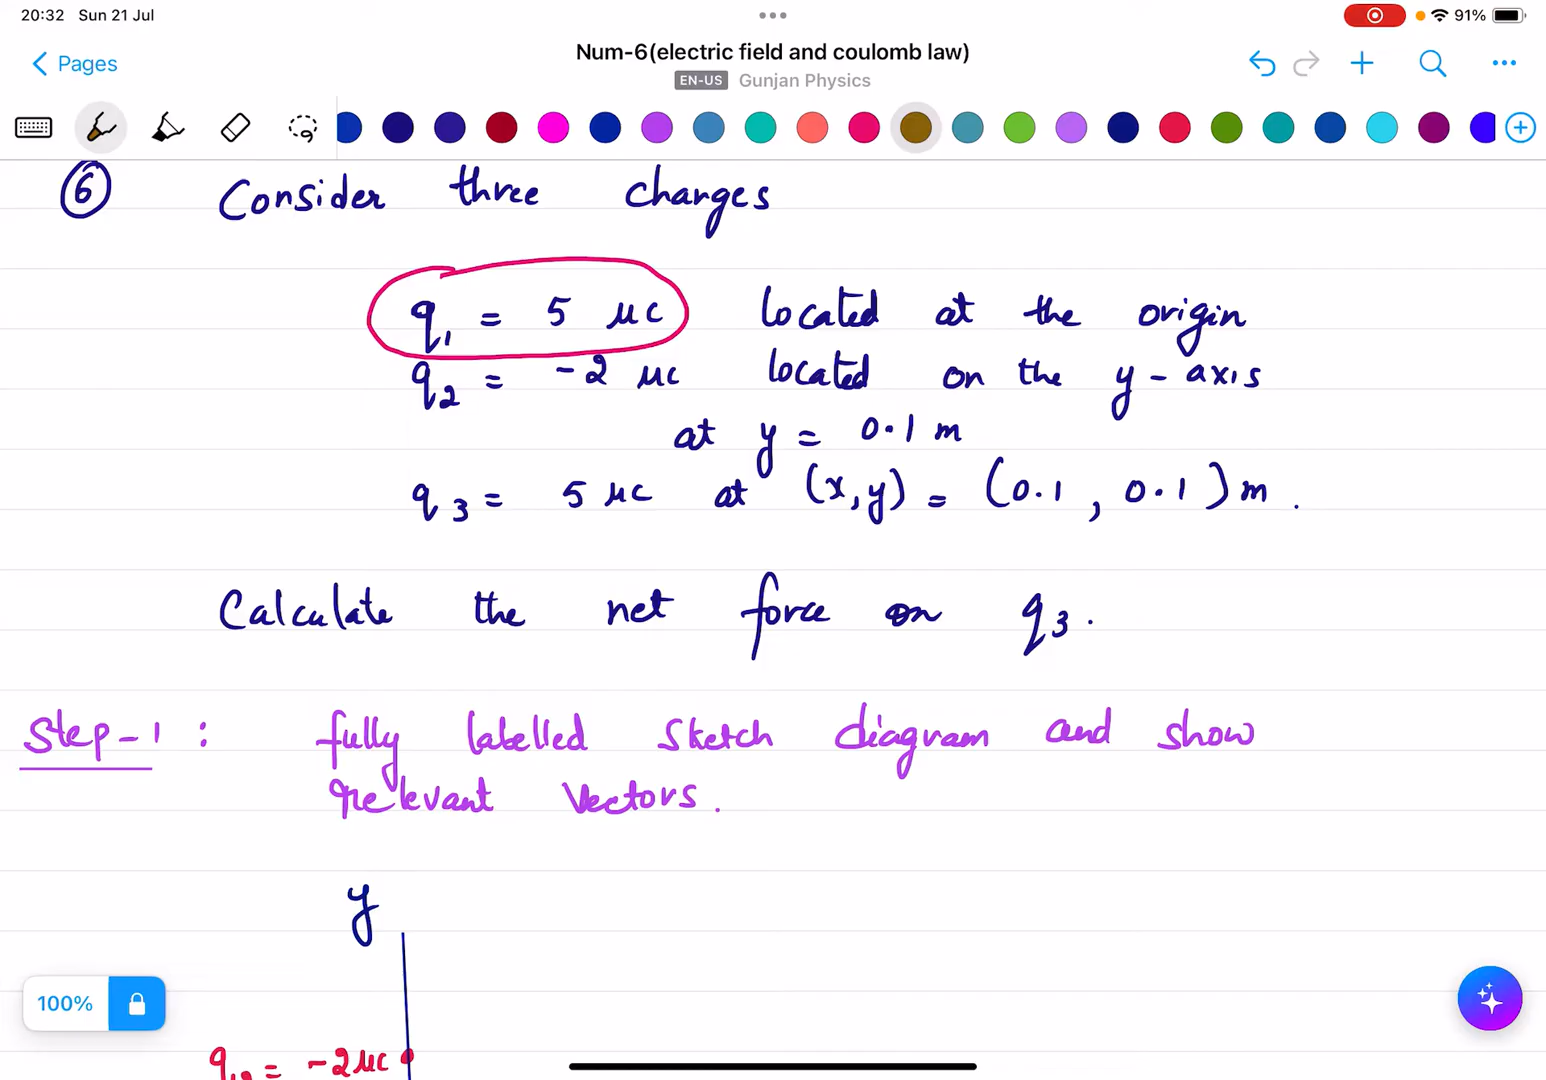 20:32 Sun 21 Jul
91%
Pages
Num-6(electric field and coulomb law)
EN-US Gunjan Physics
6 Consider three charges
q1 = 5 μc located at the origin
q2 = -2 μc located on the y-axis
at y = 0.1 m
q3 = 5 μc at (x,y) = (0.1, 0.1) m.
Calculate the net force on q3.
Step-1: fully labelled sketch diagram and show
relevant vectors.
y
100%
= -2μc